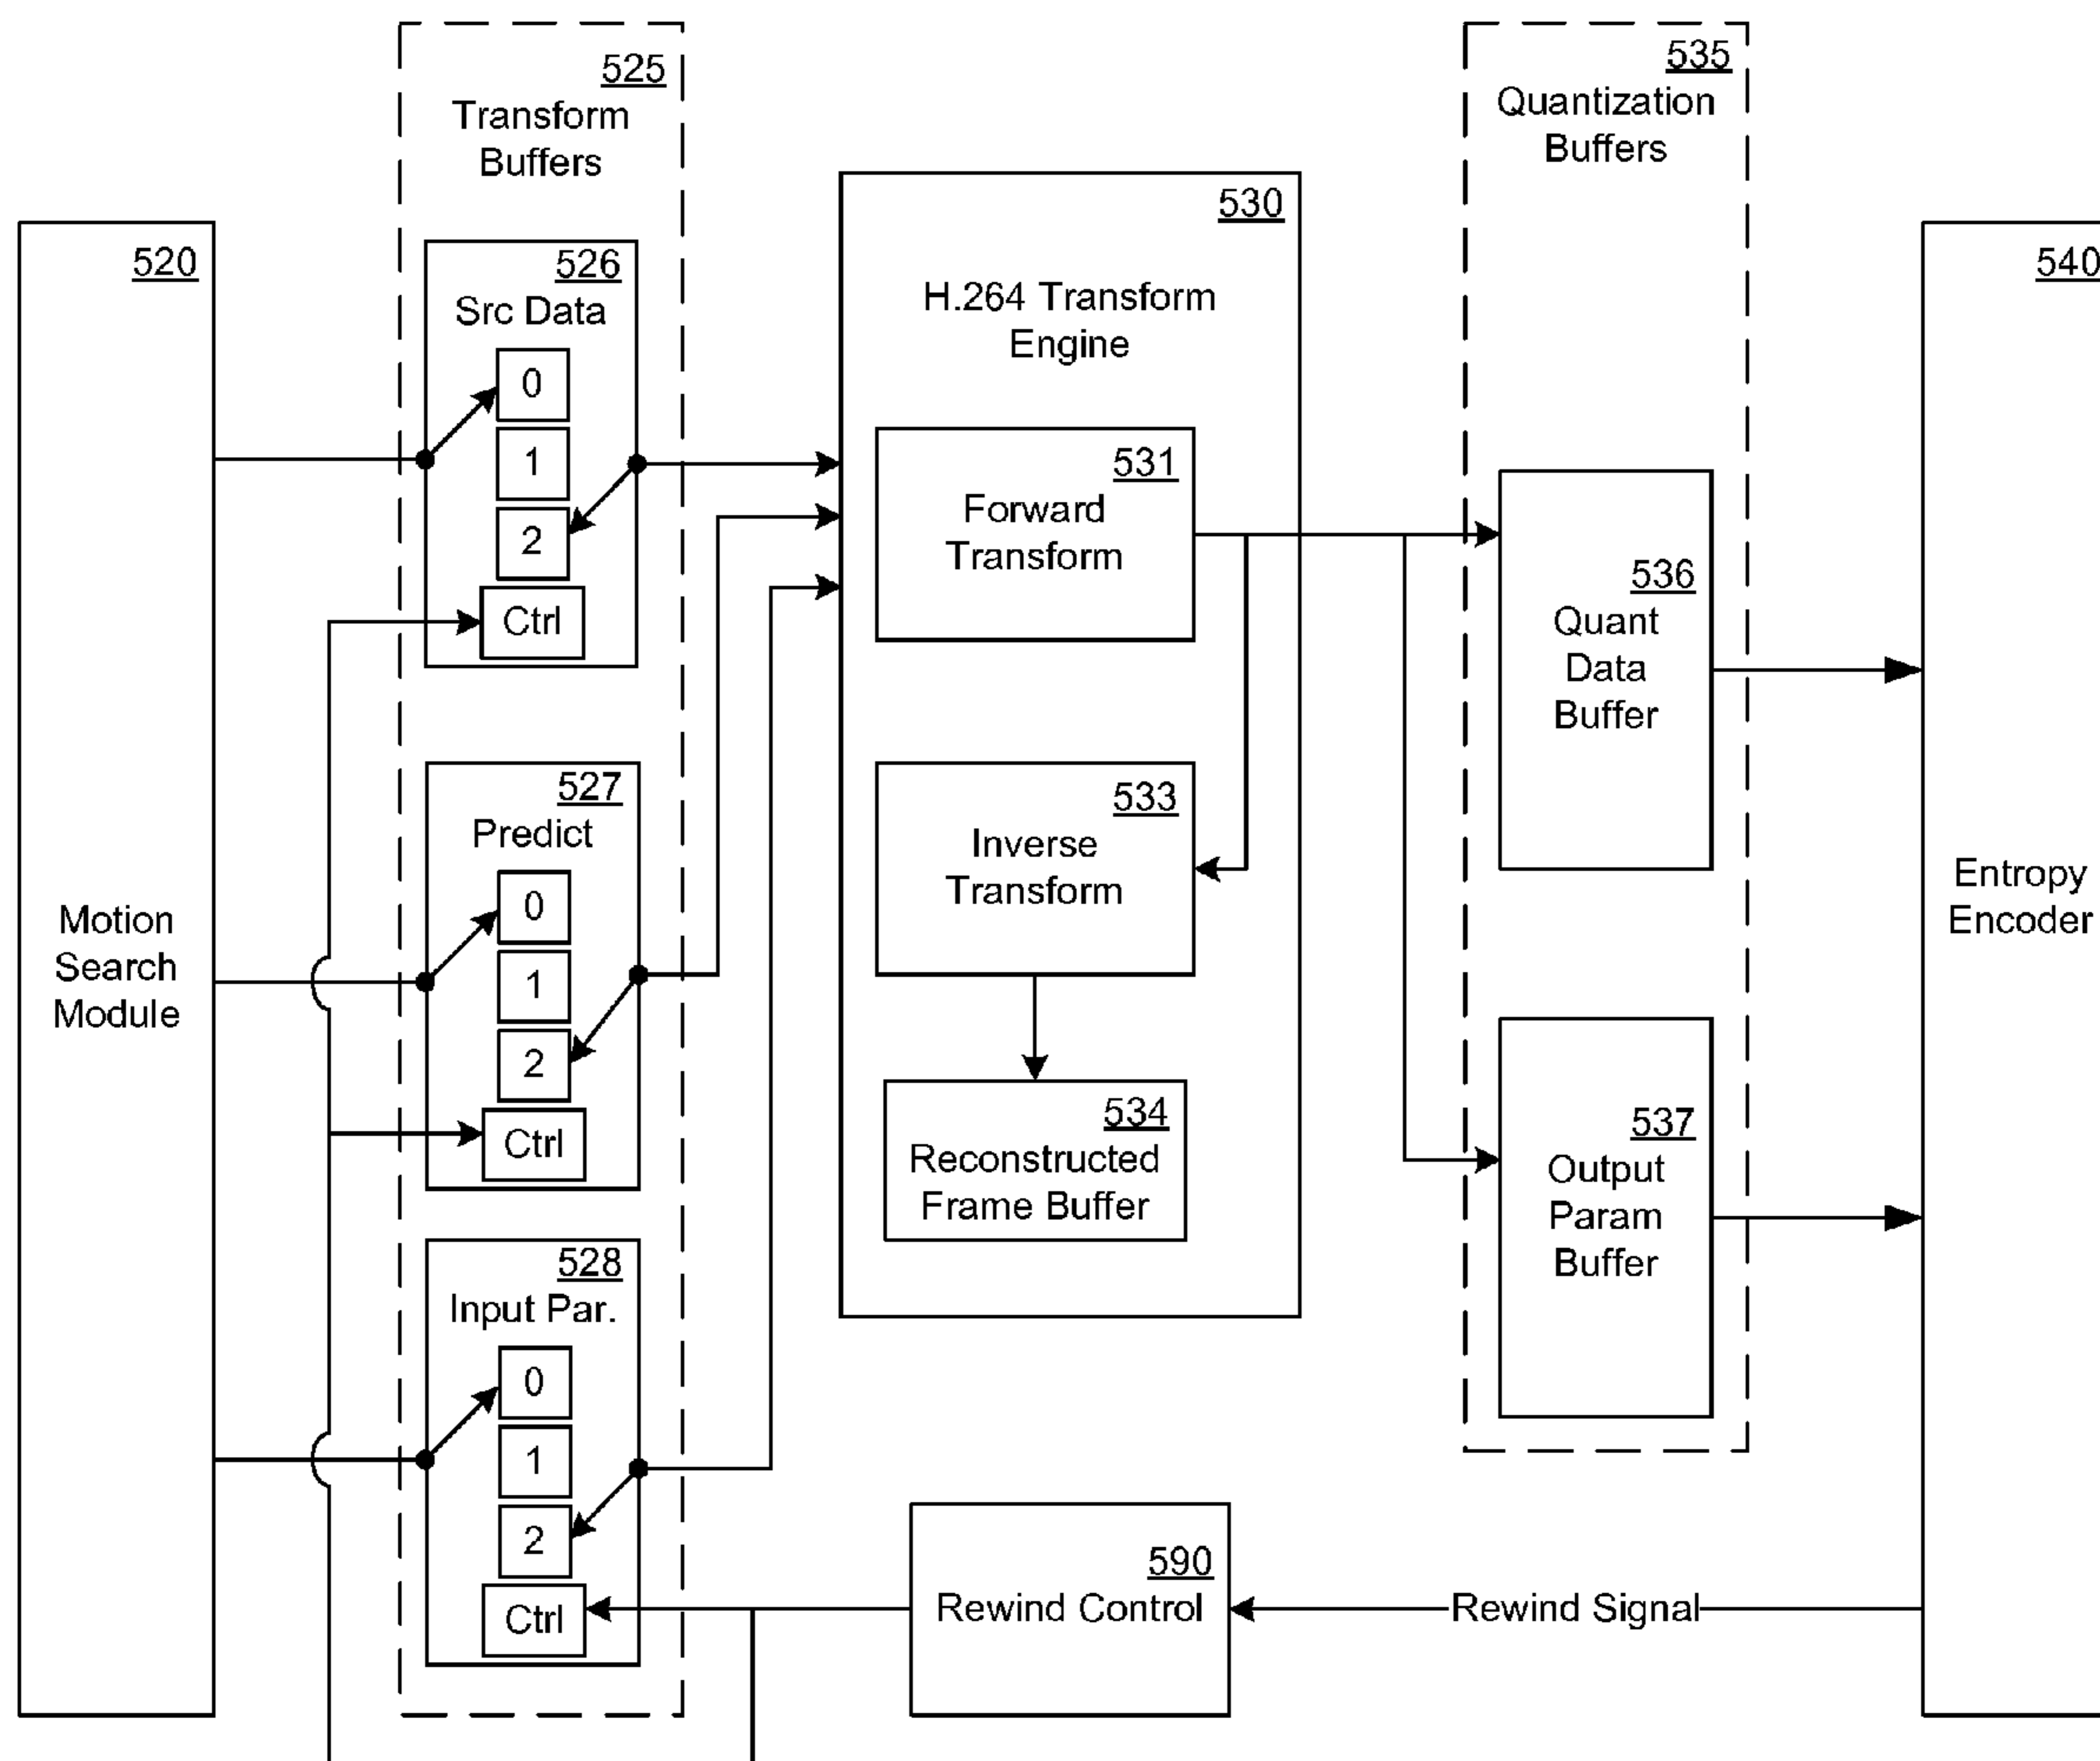 520
Motion
Search
Module
525
Transform
Buffers
526
Src Data
0
1
2
Ctrl
527
Predict
0
1
2
Ctrl
528
Input Par.
0
1
2
Ctrl
530
H.264 Transform
Engine
531
Forward
Transform
533
Inverse
Transform
534
Reconstructed
Frame Buffer
535
Quantization
Buffers
536
Quant
Data
Buffer
537
Output
Param
Buffer
540
Entropy
Encoder
590
Rewind Control
Rewind Signal